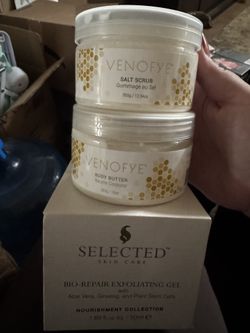 VENOFYE
SALT SCRUB
Gommage au Sel
VENOFYE
BODY BUTTER
SELECTED™
SKIN CARE
BIO-REPAIR EXFOLIATING GEL
with
Aloe Vera, Ginseng, and Plant Stem Cells
NOURISHMENT COLLECTION